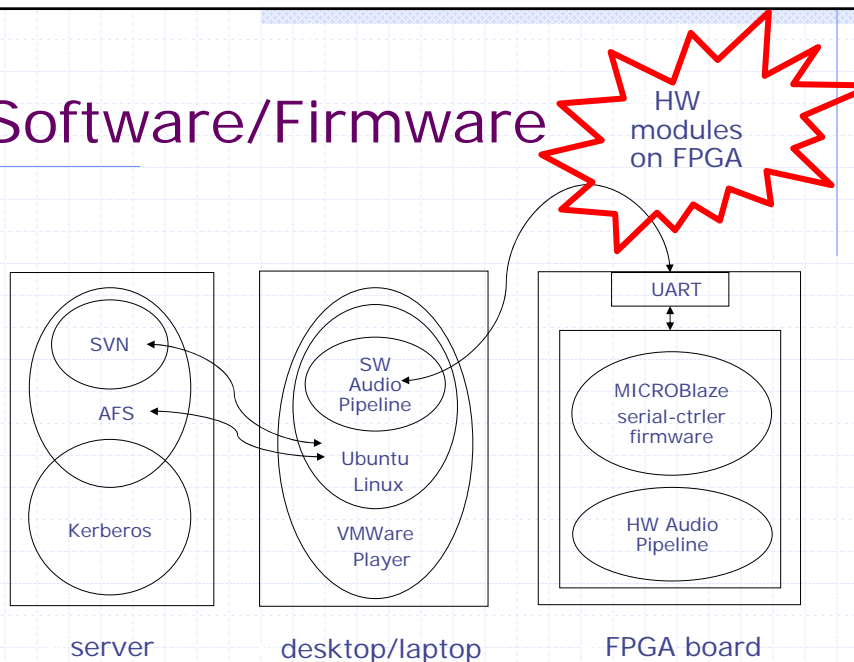 Software/Firmware
HW
modules
on FPGA
SVN
AFS
Kerberos
server
SW
Audio
Pipeline
Ubuntu
Linux
VMWare
Player
desktop/laptop
UART
MICROBlaze
serial-ctrler
firmware
HW Audio
Pipeline
FPGA board